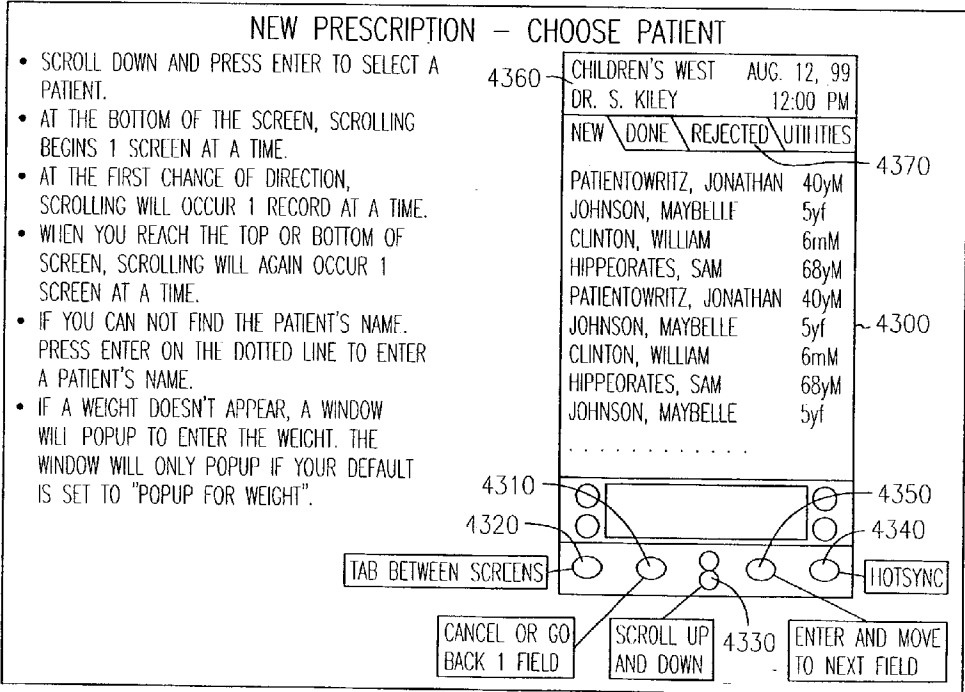 NEW PRESCRIPTION – CHOOSE PATIENT
• SCROLL DOWN AND PRESS ENTER TO SELECT A
PATIENT.
• AT THE BOTTOM OF THE SCREEN, SCROLLING
BEGINS 1 SCREEN AT A TIME.
• AT THE FIRST CHANGE OF DIRECTION,
SCROLLING WILL OCCUR 1 RECORD AT A TIME.
• WHEN YOU REACH THE TOP OR BOTTOM OF
SCREEN, SCROLLING WILL AGAIN OCCUR 1
SCREEN AT A TIME.
• IF YOU CAN NOT FIND THE PATIENT'S NAME.
PRESS ENTER ON THE DOTTED LINE TO ENTER
A PATIENT'S NAME.
• IF A WEIGHT DOESN'T APPEAR, A WINDOW
WILL POPUP TO ENTER THE WEIGHT. THE
WINDOW WILL ONLY POPUP IF YOUR DEFAULT
IS SET TO "POPUP FOR WEIGHT".
4360
CHILDREN'S WEST AUG. 12, 99
DR. S. KILEY 12:00 PM
NEW DONE REJECTED UTILITIES
4370
PATIENTOWRITZ, JONATHAN 40yM
JOHNSON, MAYBELLE 5yf
CLINTON, WILLIAM 6mM
HIPPEORATES, SAM 68yM
PATIENTOWRITZ, JONATHAN 40yM
JOHNSON, MAYBELLE 5yf
4300
CLINTON, WILLIAM 6mM
HIPPEORATES, SAM 68yM
JOHNSON, MAYBELLE 5yf
. . . . . . . . . . . . .
4310
4350
4320
4340
TAB BETWEEN SCREENS
HOTSYNC
CANCEL OR GO
BACK 1 FIELD
SCROLL UP
AND DOWN
4330
ENTER AND MOVE
TO NEXT FIELD